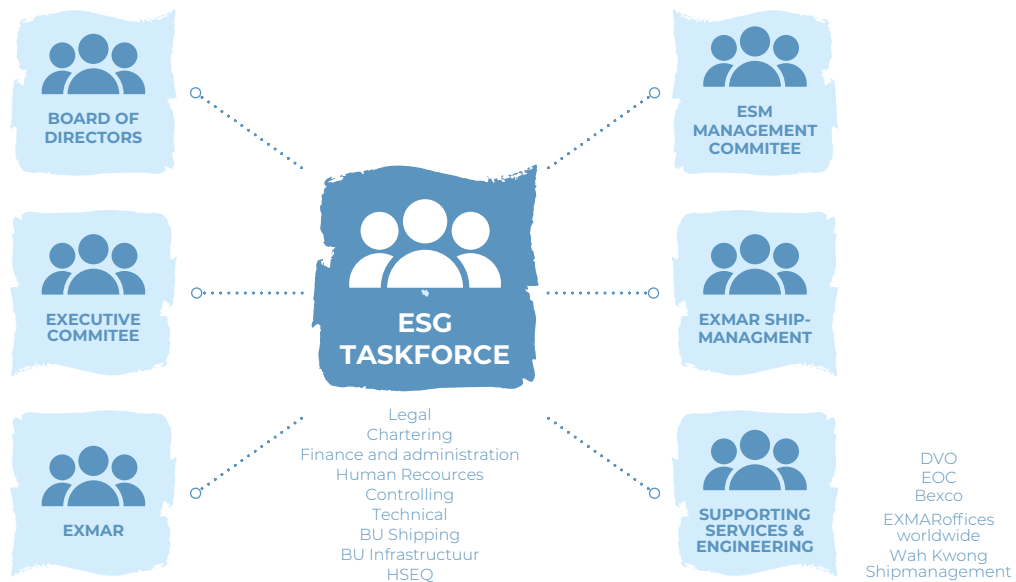 BOARD OF
DIRECTORS
EXECUTIVE
COMMITEE
EXMAR
ESG
TASKFORCE
Legal
Chartering
Finance and administration
Human Recources
Controlling
Technical
BU Shipping
BU Infrastructuur
HSEQ
ESM
MANAGEMENT
COMMITEE
EXMAR SHIP-
MANAGMENT
SUPPORTING
SERVICES &
ENGINEERING
DVO
EOC
Bexco
EXMARoffices
worldwide
Wah Kwong
Shipmanagement